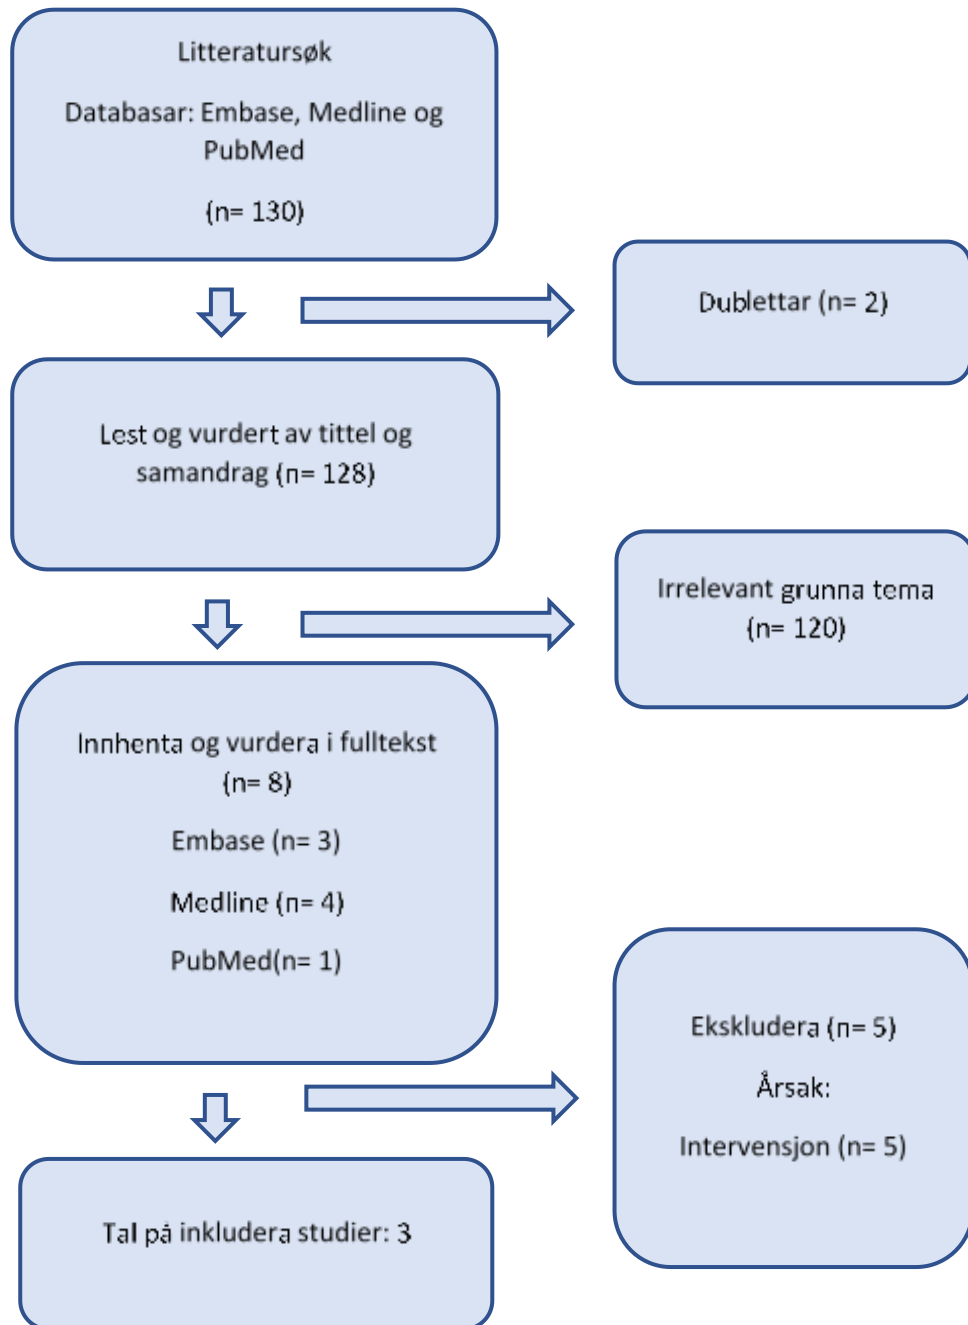 Litteratursøk
Databasar: Embase, Medline og
PubMed
(n= 130)
Dublettar (n= 2)
Lest og vurdert av tittel og
samandrag (n= 128)
Irrelevant grunna tema
(n= 120)
Innhenta og vurdera i fulltekst
(n= 8)
Embase (n= 3)
Medline (n= 4)
PubMed(n= 1)
Ekskludera (n= 5)
Årsak:
Intervensjon (n= 5)
Tal på inkludera studier: 3